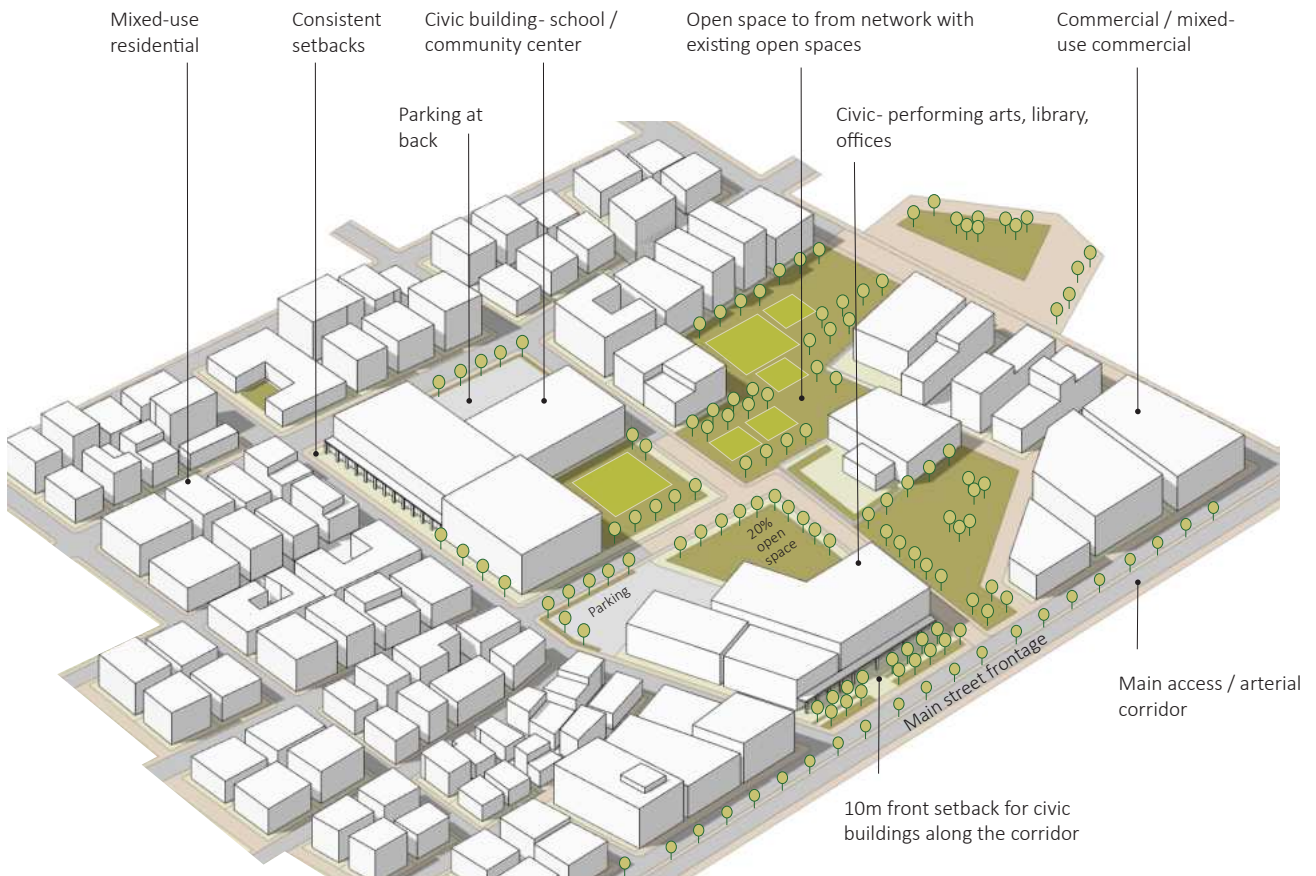 Mixed-use
residential
Consistent
setbacks
Civic building- school /
community center
Open space to from network with
existing open spaces
Commercial / mixed-
use commercial
Parking at
back
Civic- performing arts, library,
offices
20%
open
space
Parking
Main street frontage
Main access / arterial
corridor
10m front setback for civic
buildings along the corridor